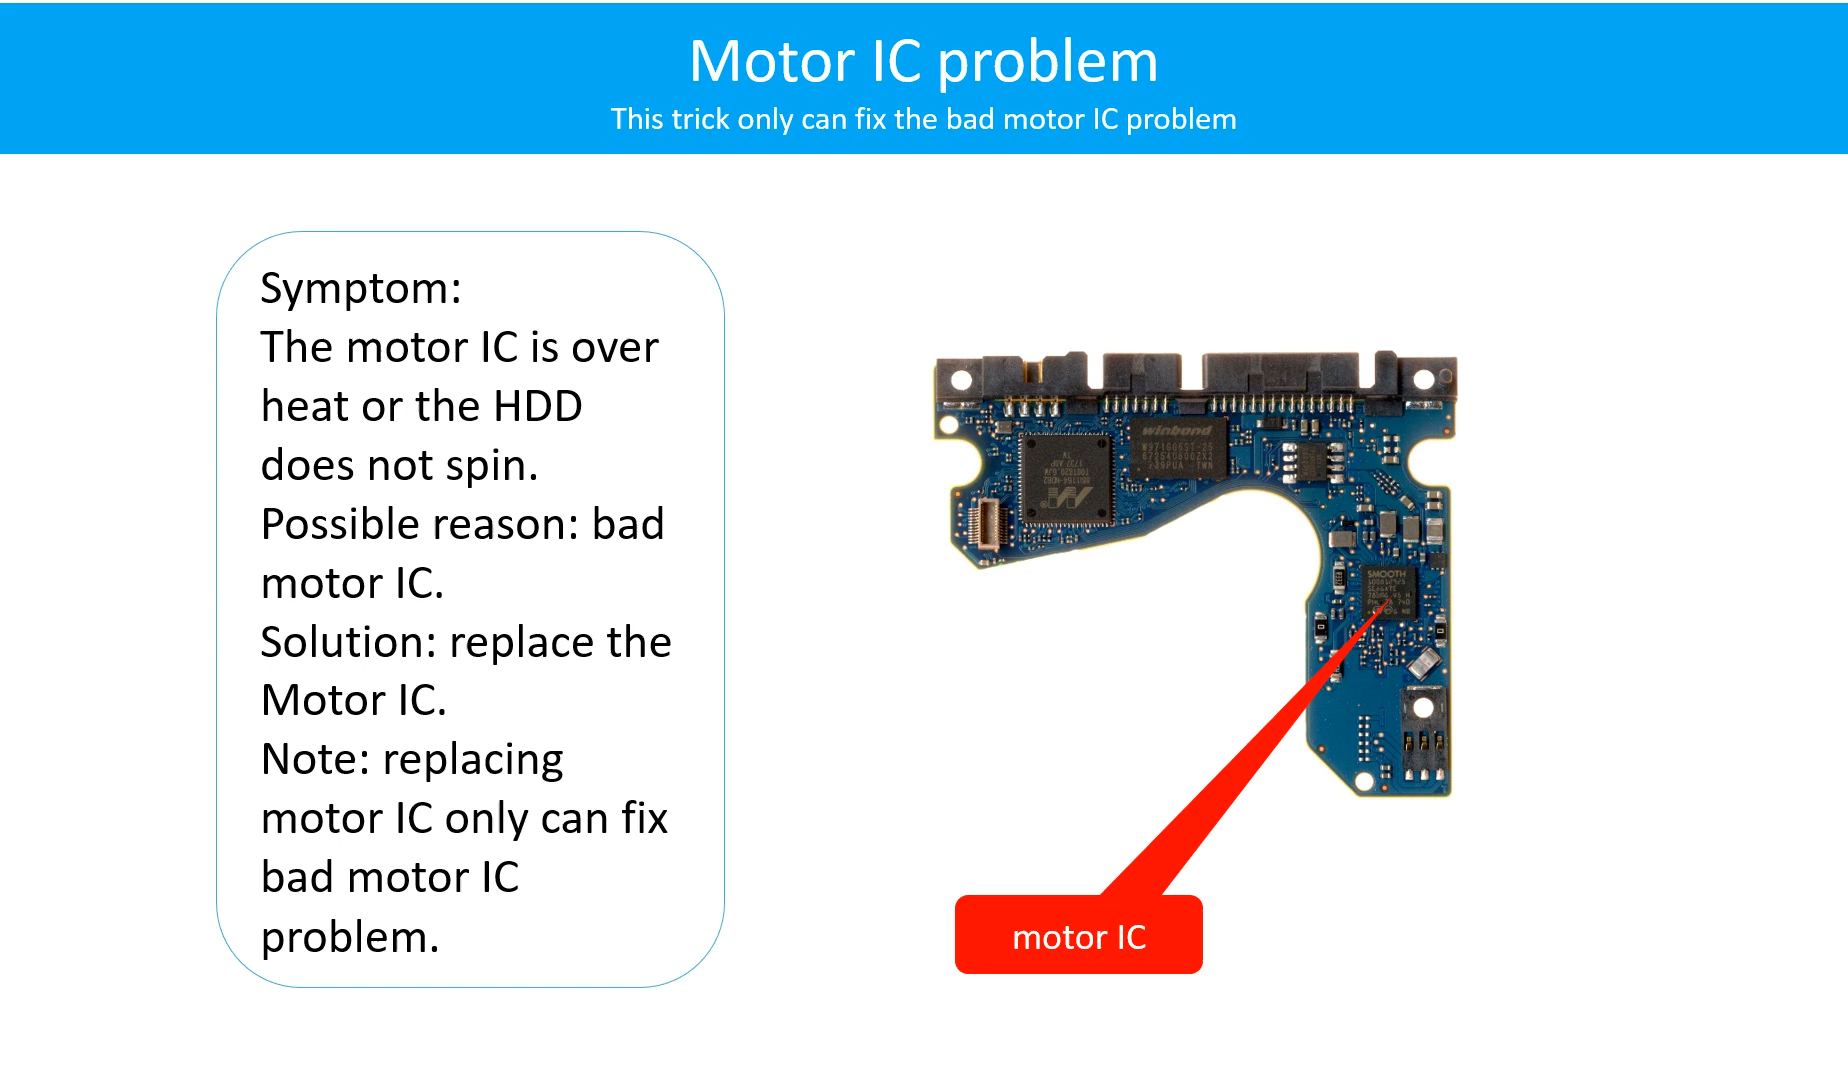 Motor IC problem
This trick only can fix the bad motor IC problem
Symptom:
The motor IC is over
heat or the HDD
does not spin.
Possible reason: bad
motor IC.
Solution: replace the
Motor IC.
Note: replacing
motor IC only can fix
bad motor IC
problem.
winbond
SMOOTH
SEAGATE
motor IC